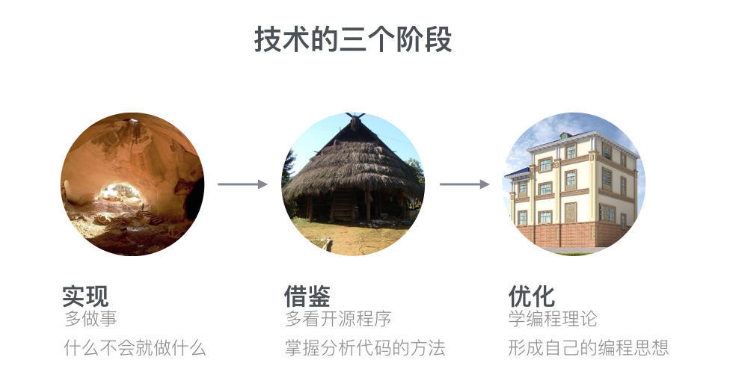 技术的三个阶段
实现
多做事
什么不会就做什么
借鉴
多看开源程序
掌握分析代码的方法
优化
学编程理论
形成自己的编程思想